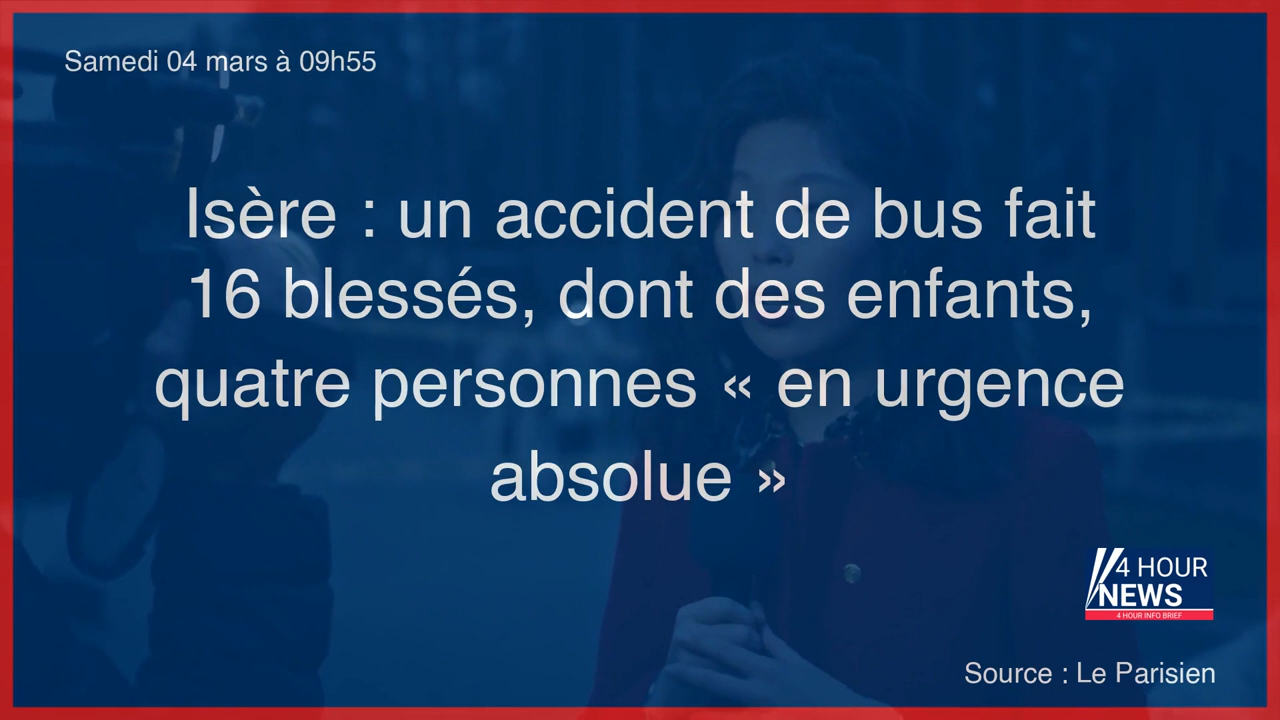 Samedi 04 mars à 09h55
Isère : un accident de bus fait
16 blessés, dont des enfants,
quatre personnes « en urgence
absolue »
4 HOUR
NEWS
4 HOUR INFO BRIEF
Source : Le Parisien